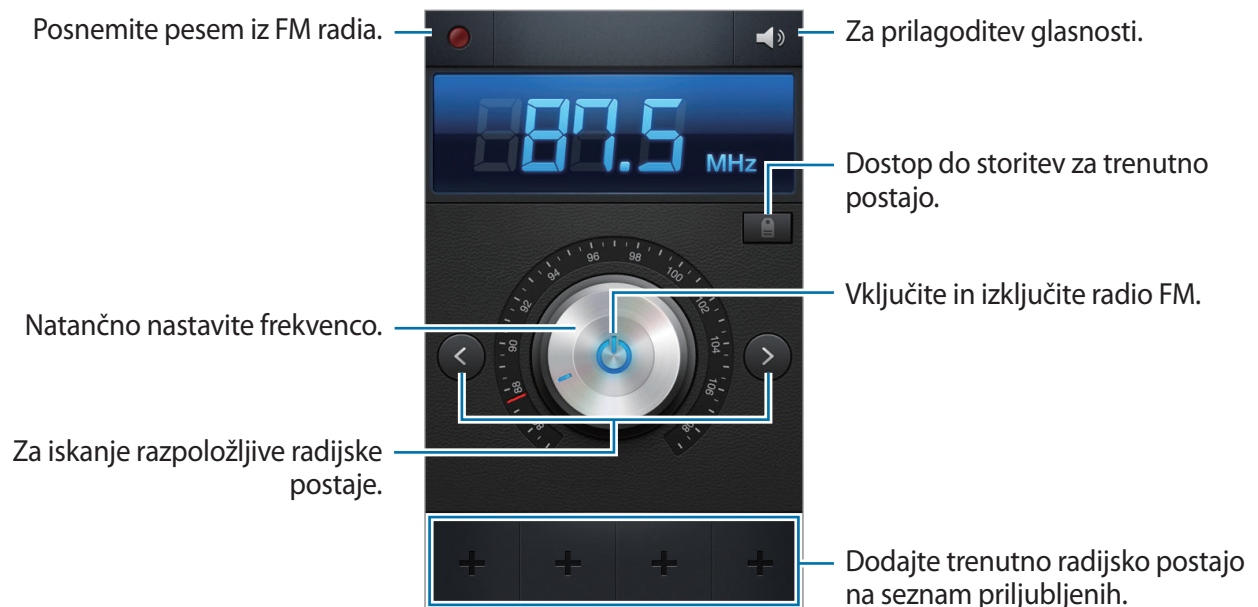 Posnemite pesem iz FM radia.
Za prilagoditev glasnosti.
87.5 MHz
Dostop do storitev za trenutno
postajo.
Vključite in izključite radio FM.
Natančno nastavite frekvenco.
88
90
92
94
96
98
100
102
104
106
108
Za iskanje razpoložljive radijske
postaje.
Dodajte trenutno radijsko postajo
na seznam priljubljenih.